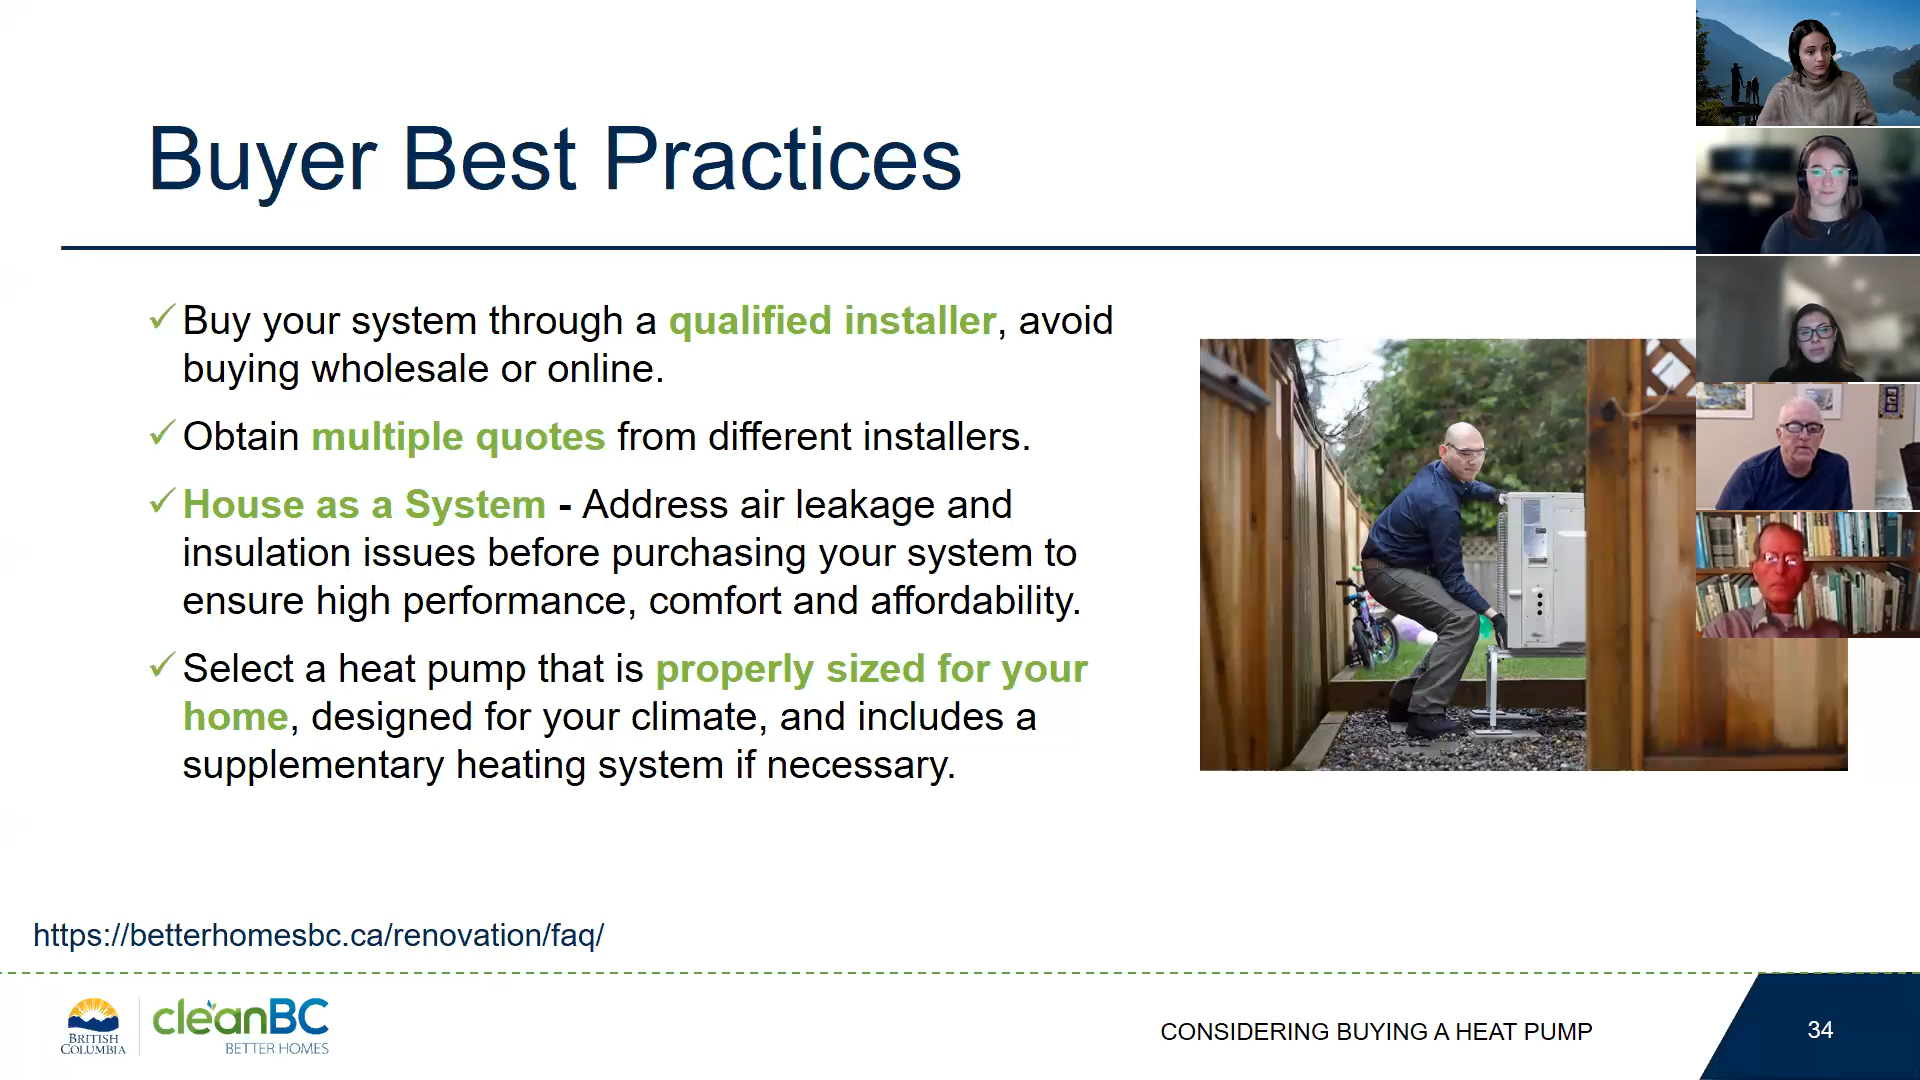 Buyer Best Practices
✓ Buy your system through a qualified installer, avoid
buying wholesale or online.
✓ Obtain multiple quotes from different installers.
✓ House as a System - Address air leakage and
insulation issues before purchasing your system to
ensure high performance, comfort and affordability.
✓ Select a heat pump that is properly sized for your
home, designed for your climate, and includes a
supplementary heating system if necessary.
https://betterhomesbc.ca/renovation/faq/
BRITISH
COLUMBIA
cleanBC
BETTER HOMES
CONSIDERING BUYING A HEAT PUMP
34